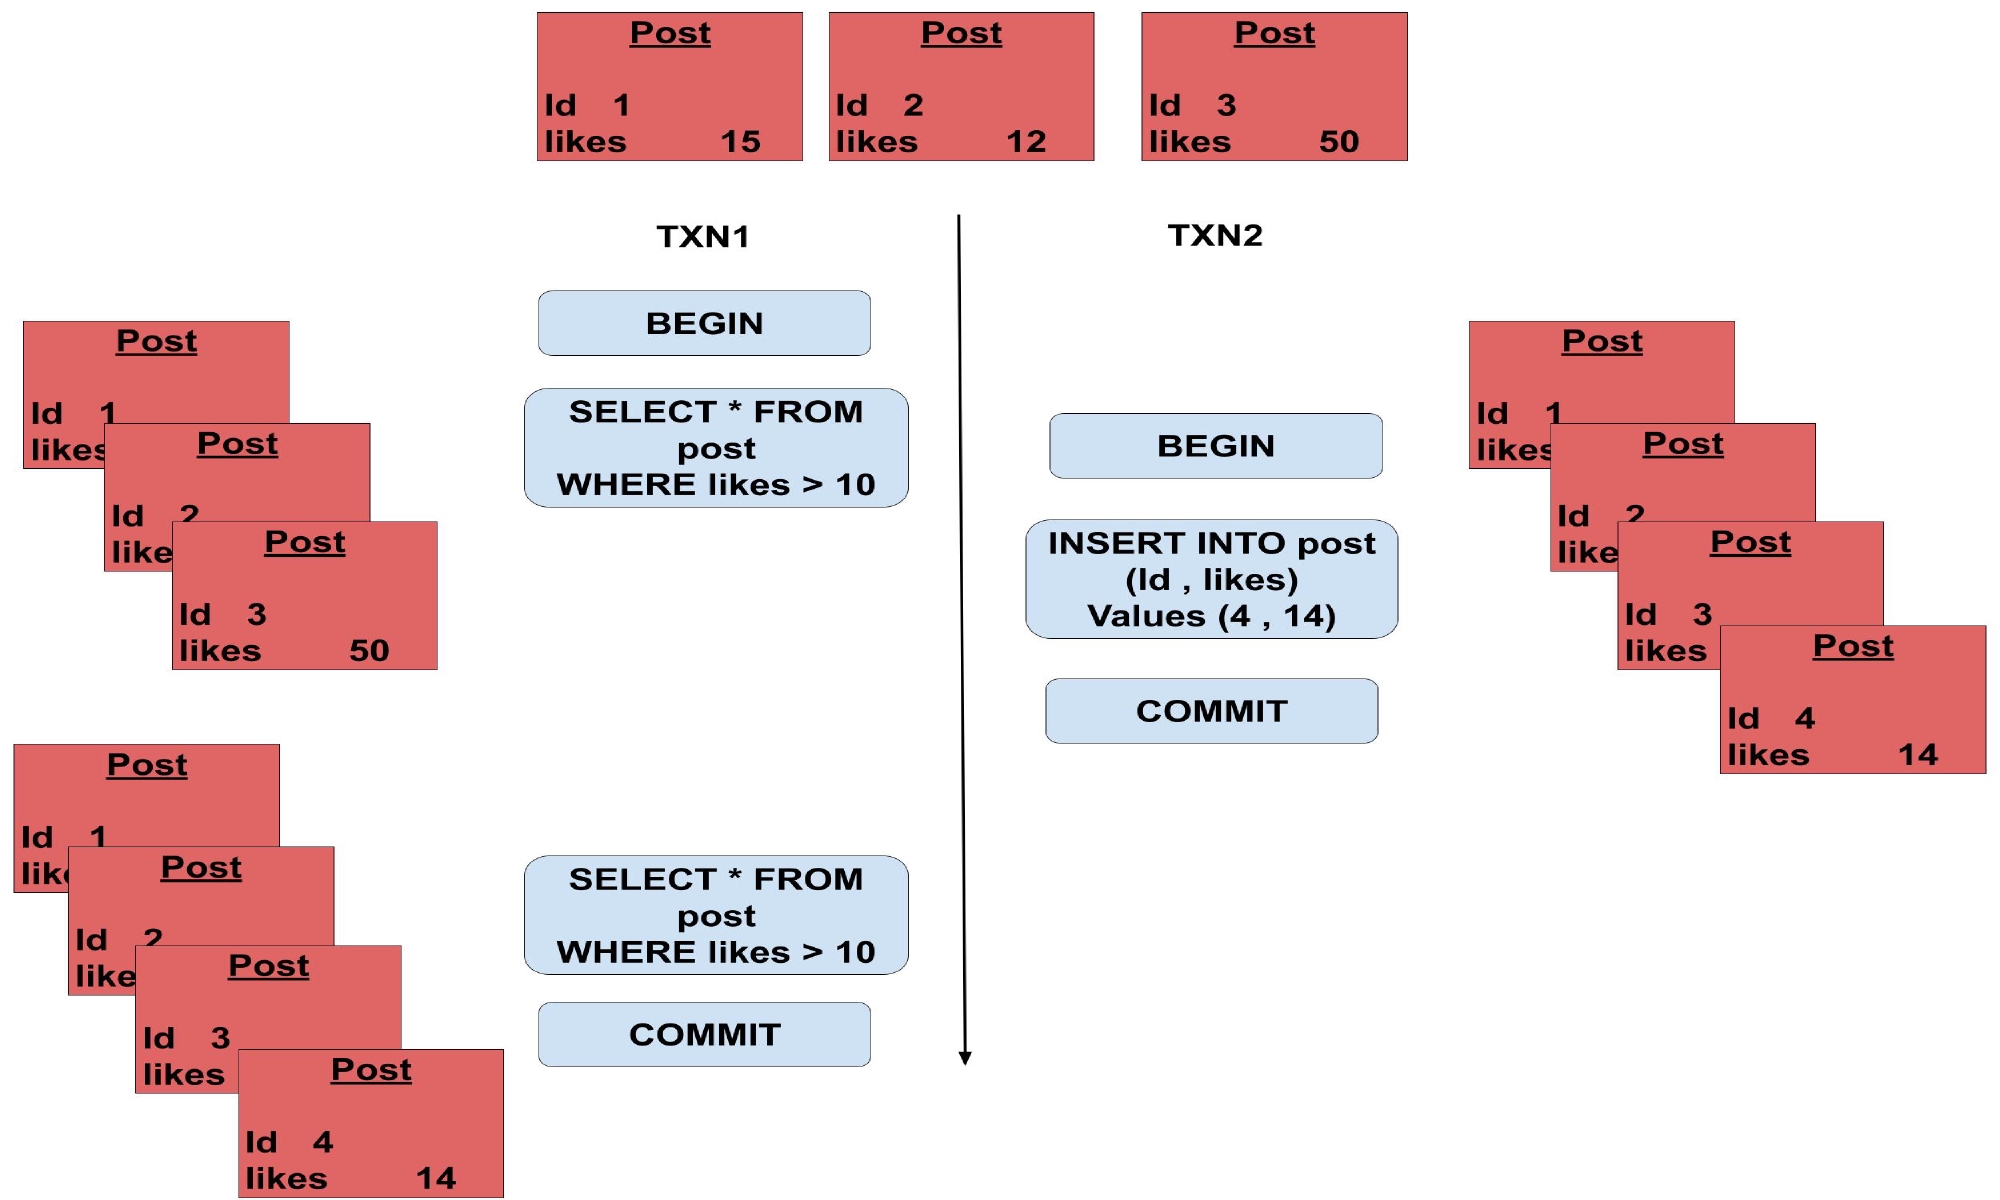 Post
Id 1
likes 15
Post
Id 2
likes 12
Post
Id 3
likes 50
TXN1
TXN2
BEGIN
SELECT * FROM
post
WHERE likes > 10
BEGIN
INSERT INTO post
(Id , likes)
Values (4 , 14)
COMMIT
SELECT * FROM
post
WHERE likes > 10
COMMIT
Post
Id 1
likes
Post
Id 2
like
Post
Id 3
likes 50
Post
Id 1
like
Post
Id 2
like
Post
Id 3
likes
Post
Id 4
likes 14
Post
Id 1
likes
Post
Id 2
like
Post
Id 3
likes
Post
Id 4
likes 14